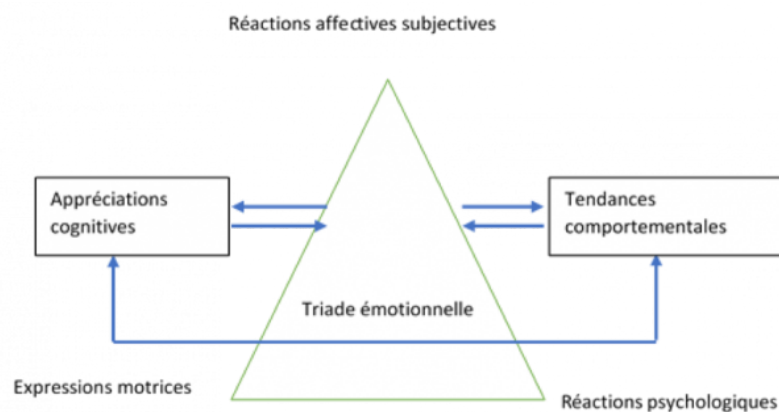 Réactions affectives subjectives
Appréciations
cognitives
Tendances
comportementales
Triade émotionnelle
Expressions motrices
Réactions psychologiques